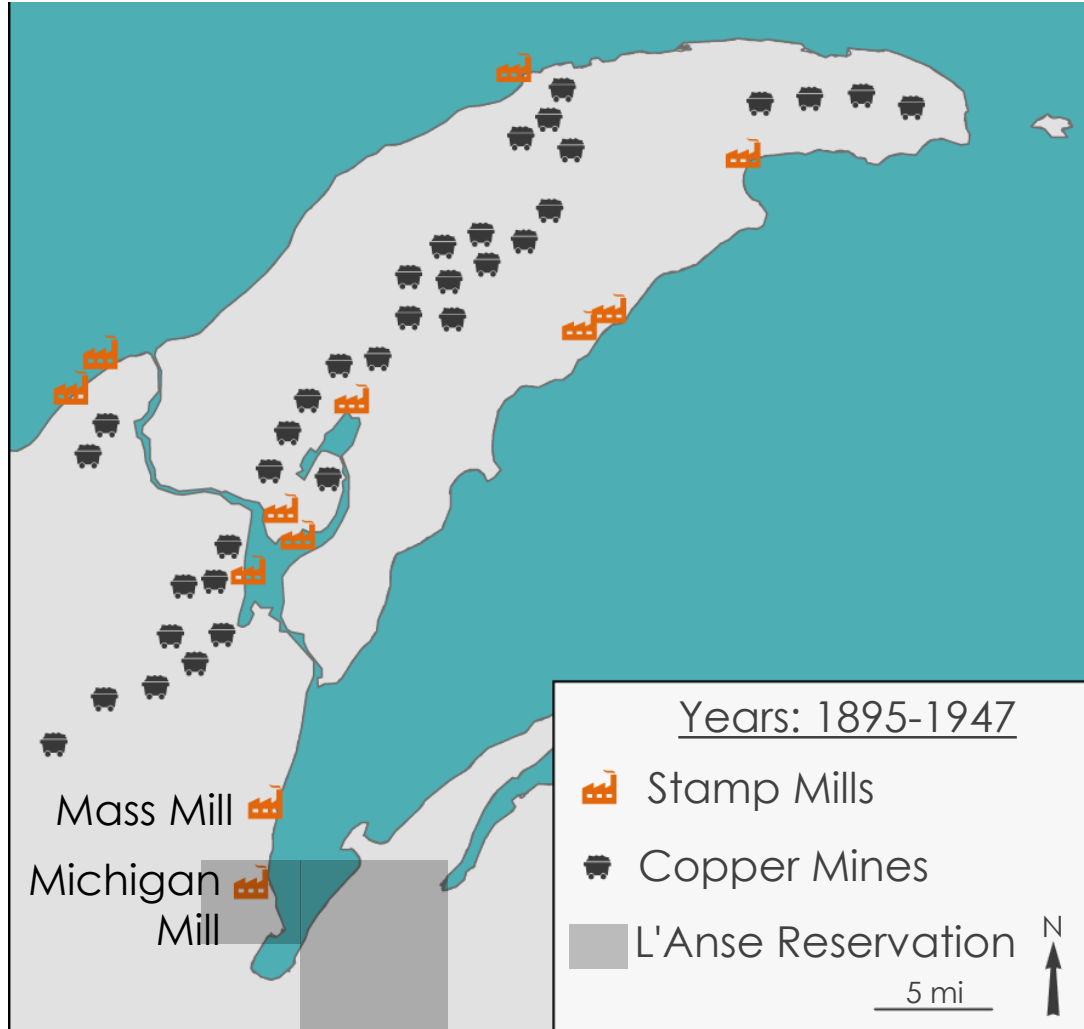 Mass Mill
Michigan
Mill
Years: 1895-1947
Stamp Mills
Copper Mines
L'Anse Reservation
N
5 mi